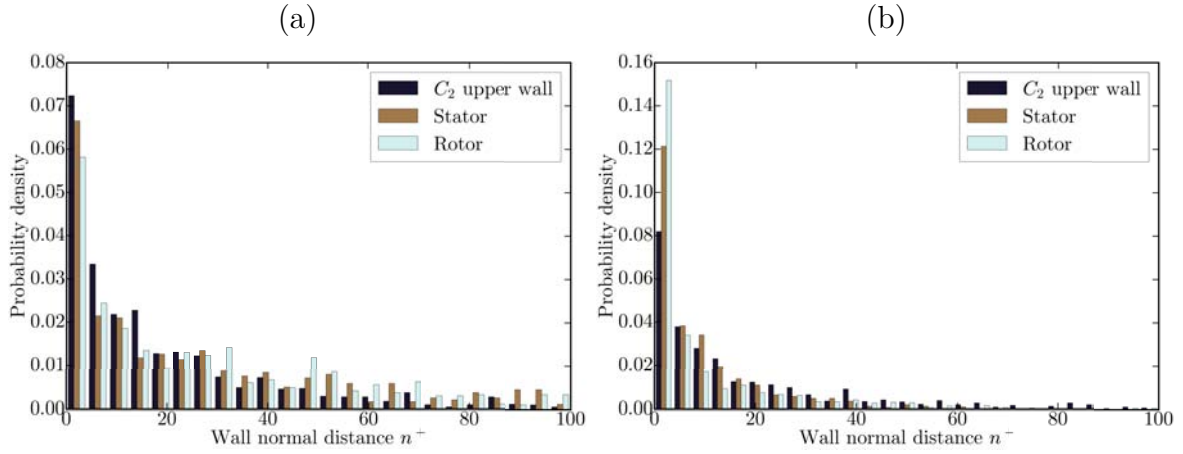 (a)
0.08
0.07
0.06
0.05
0.04
0.03
0.02
0.01
0.00
Probability density
0 20 40 60 80 100
Wall normal distance n⁺
C₂ upper wall
Stator
Rotor
(b)
0.16
0.14
0.12
0.10
0.08
0.06
0.04
0.02
0.00
Probability density
0 20 40 60 80 100
Wall normal distance n⁺
C₂ upper wall
Stator
Rotor